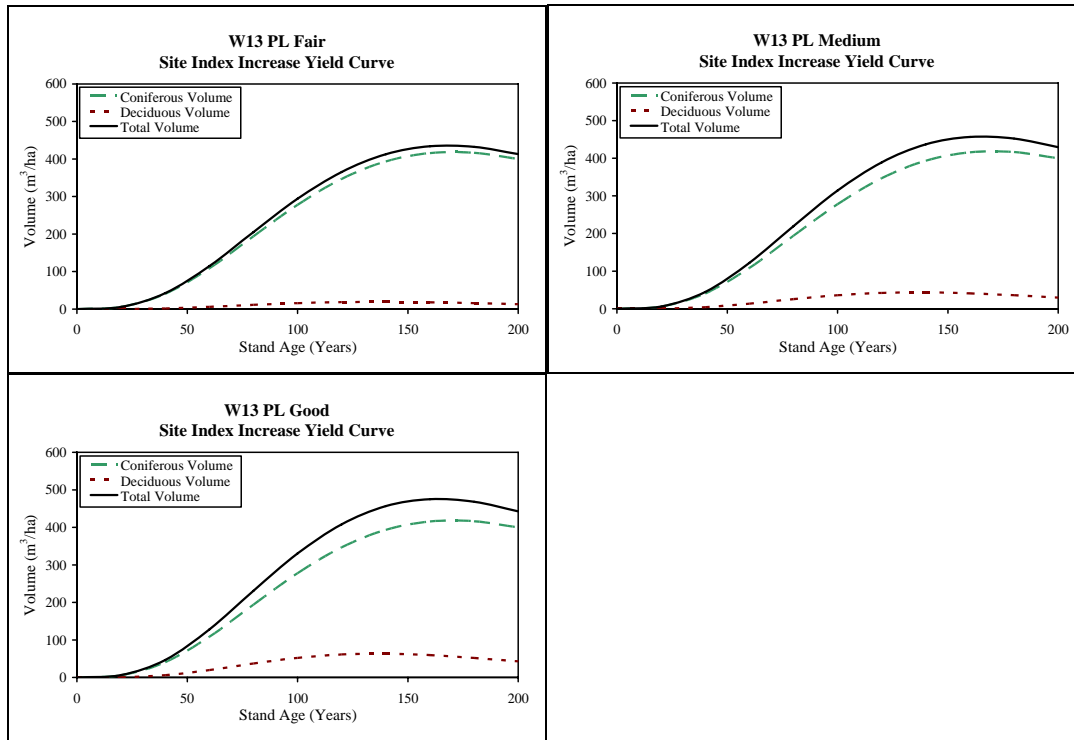 W13 PL Fair
Site Index Increase Yield Curve
600
500
400
300
200
100
0
Volume (m³/ha)
Coniferous Volume
Deciduous Volume
Total Volume
0 50 100 150 200
Stand Age (Years)
W13 PL Medium
Site Index Increase Yield Curve
600
500
400
300
200
100
0
Volume (m³/ha)
Coniferous Volume
Deciduous Volume
Total Volume
0 50 100 150 200
Stand Age (Years)
W13 PL Good
Site Index Increase Yield Curve
600
500
400
300
200
100
0
Volume (m³/ha)
Coniferous Volume
Deciduous Volume
Total Volume
0 50 100 150 200
Stand Age (Years)